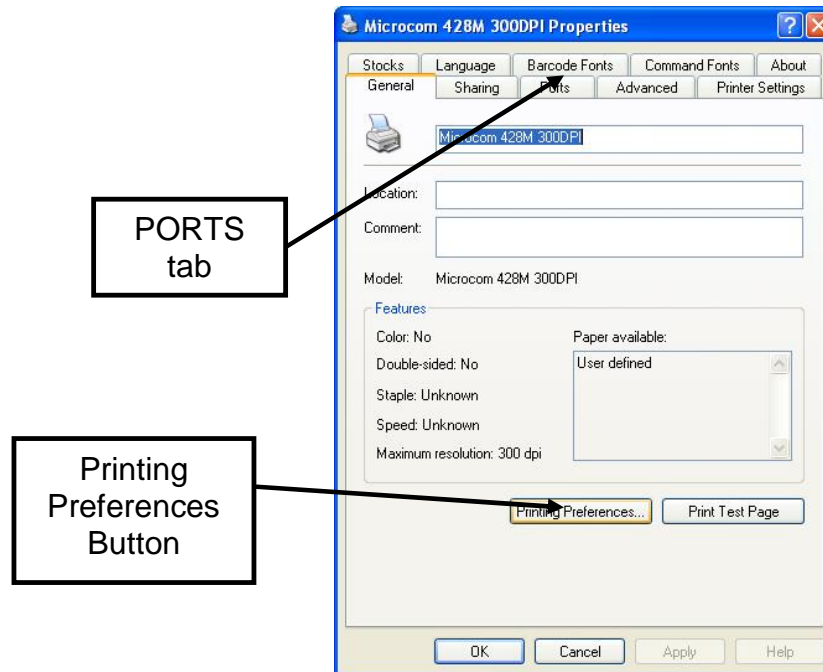 Microcom 428M 300DPI Properties
Stocks Language Barcode Fonts Command Fonts About
General Sharing Ports Advanced Printer Settings
Microcom 428M 300DPI
Location:
PORTS
tab
Comment:
Model: Microcom 428M 300DPI
Features
Color: No
Paper available:
Double-sided: No
User defined
Staple: Unknown
Speed: Unknown
Maximum resolution: 300 dpi
Printing
Preferences
Button
Printing Preferences... Print Test Page
OK Cancel Apply Help